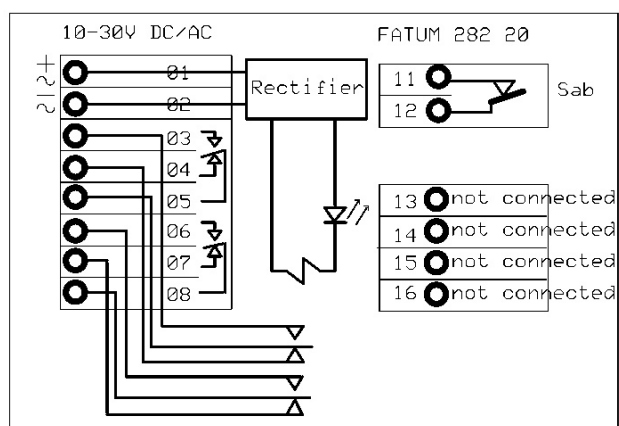 10-30V DC/AC
FATUM 282 20
01
02
03
04
05
06
07
08
Rectifier
11
12
Sab
13 not connected
14 not connected
15 not connected
16 not connected